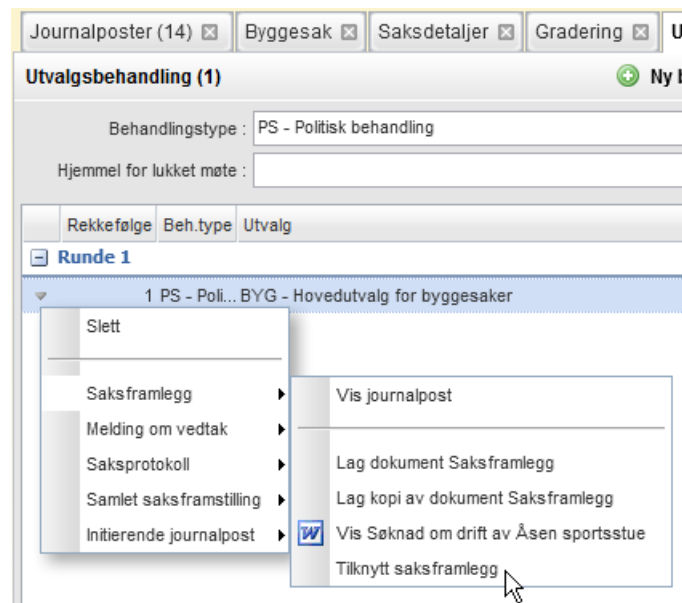 Journalposter (14) Byggesak Saksdetaljer Gradering U
Utvalgsbehandling (1) Ny b
Behandlingstype : PS - Politisk behandling
Hjemmel for lukket møte :
Rekkefølge Beh.type Utvalg
Runde 1
1 PS - Poli... BYG - Hovedutvalg for byggesaker
Slett
Saksframlegg
Melding om vedtak
Saksprotokoll
Samlet saksframstilling
Initierende journalpost
Vis journalpost
Lag dokument Saksframlegg
Lag kopi av dokument Saksframlegg
W Vis Søknad om drift av Åsen sportsstue
Tilknytt saksframlegg